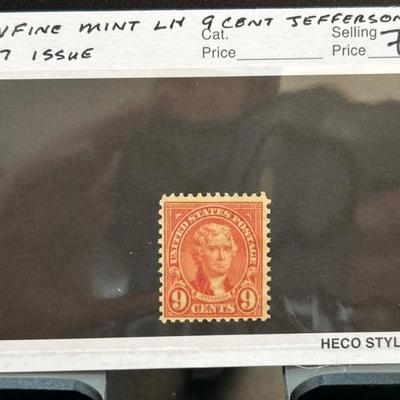 VFINE MINT LH 9 CENT JEFFERSON
Cat. Selling
Price Price
7 ISSUE
UNITED STATES POSTAGE
JEFFERSON
9 CENTS 9
HECO STYL